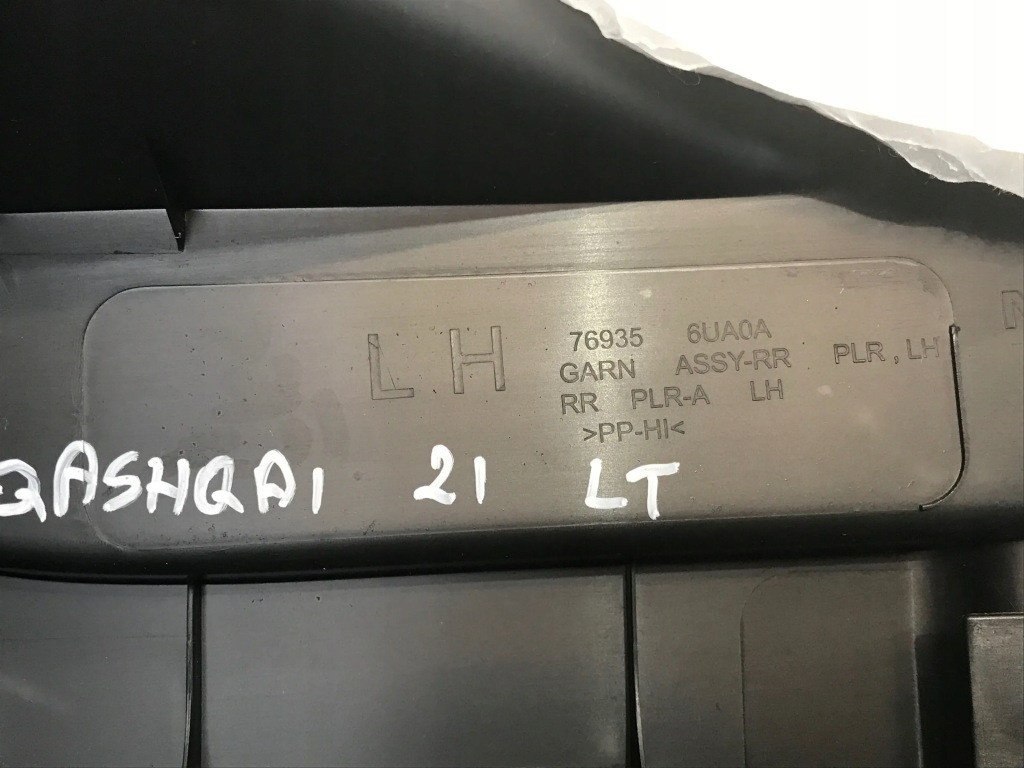 LH
76935 6UA0A
GARN ASSY-RR PLR , LH
RR PLR-A LH
>PP-HI<
QASHQAI 21 LT